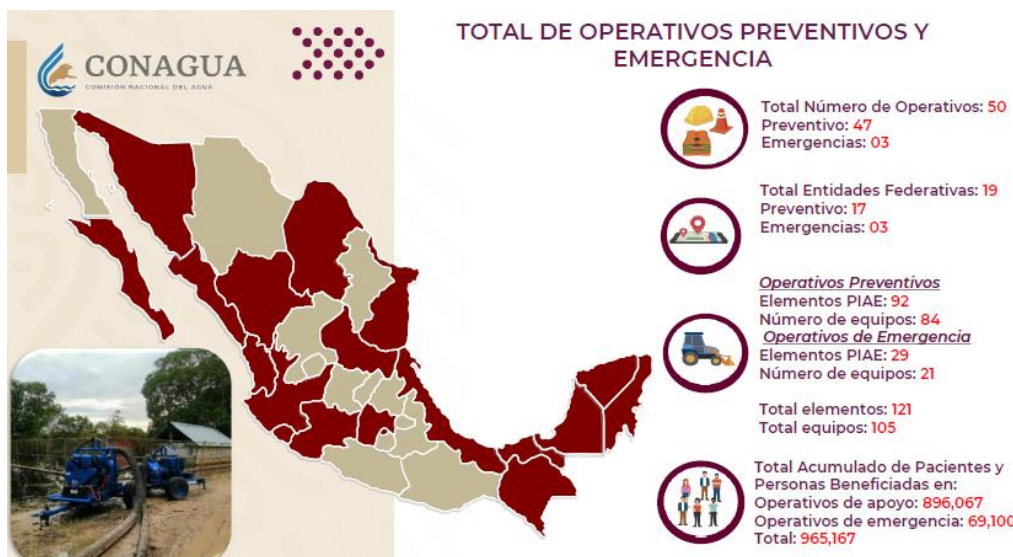 CONAGUA
COMISIÓN NACIONAL DEL AGUA
TOTAL DE OPERATIVOS PREVENTIVOS Y
EMERGENCIA
Total Número de Operativos: 50
Preventivo: 47
Emergencias: 03
Total Entidades Federativas: 19
Preventivo: 17
Emergencias: 03
Operativos Preventivos
Elementos PIAE: 92
Número de equipos: 84
Operativos de Emergencia
Elementos PIAE: 29
Número de equipos: 21
Total elementos: 121
Total equipos: 105
Total Acumulado de Pacientes y
Personas Beneficiadas en:
Operativos de apoyo: 896,067
Operativos de emergencia: 69,100
Total: 965,167